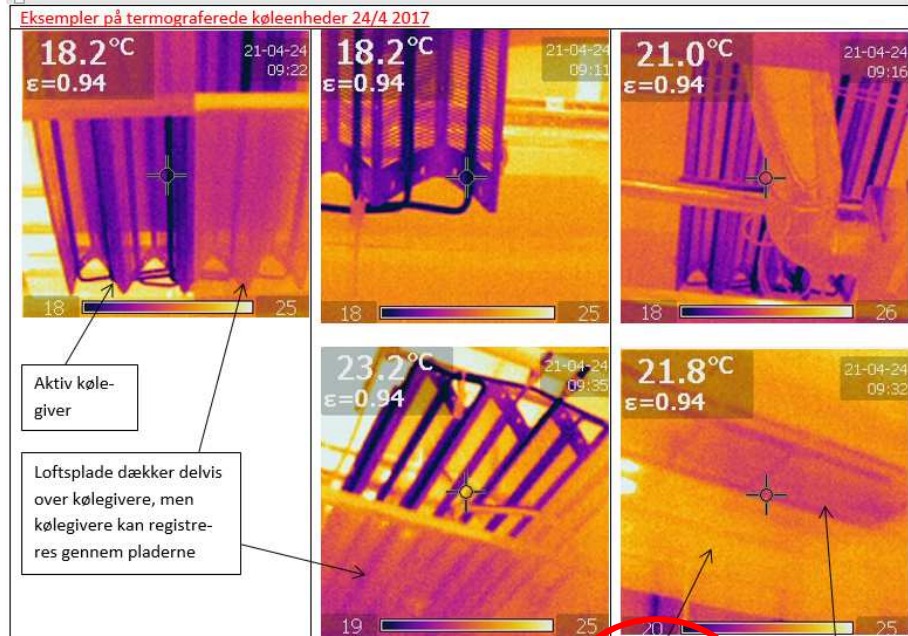 Eksempler på termograferede køleenheder 24/4 2017
18.2°C
21-04-24
09:22
ε=0.94
18
25
18.2°C
21-04-24
09:11
ε=0.94
18
25
21.0°C
21-04-24
09:16
ε=0.94
18
26
Aktiv køle-
giver
Loftsplade dækker delvis
over kølegivere, men
kølegivere kan registre-
res gennem pladerne
23.2°C
21-04-24
09:35
ε=0.94
19
25
21.8°C
21-04-24
09:32
ε=0.94
20
25